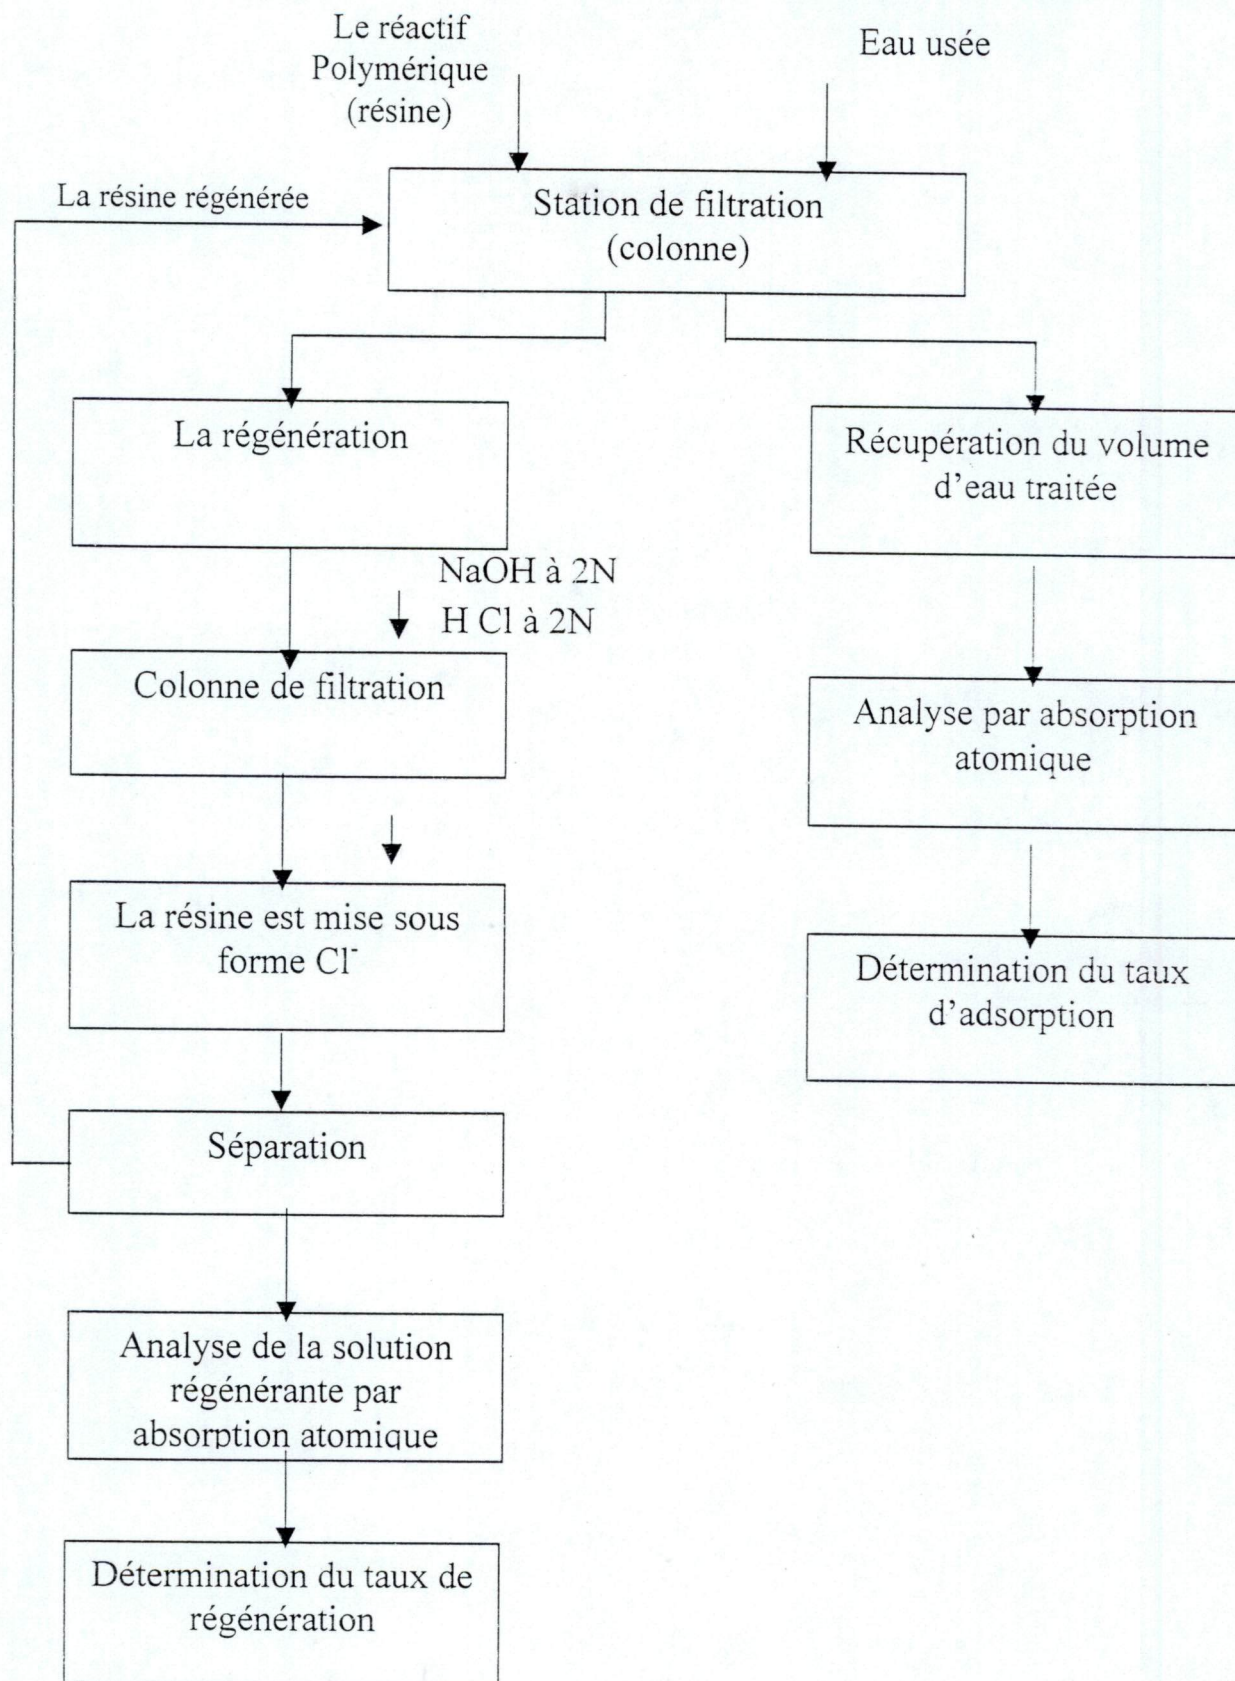 Le réactif
Polymérique
(résine)
Eau usée
La résine régénérée
Station de filtration
(colonne)
La régénération
Récupération du volume
d'eau traitée
NaOH à 2N
H Cl à 2N
Colonne de filtration
Analyse par absorption
atomique
La résine est mise sous
forme Cl⁻
Détermination du taux
d'adsorption
Séparation
Analyse de la solution
régénérante par
absorption atomique
Détermination du taux de
régénération